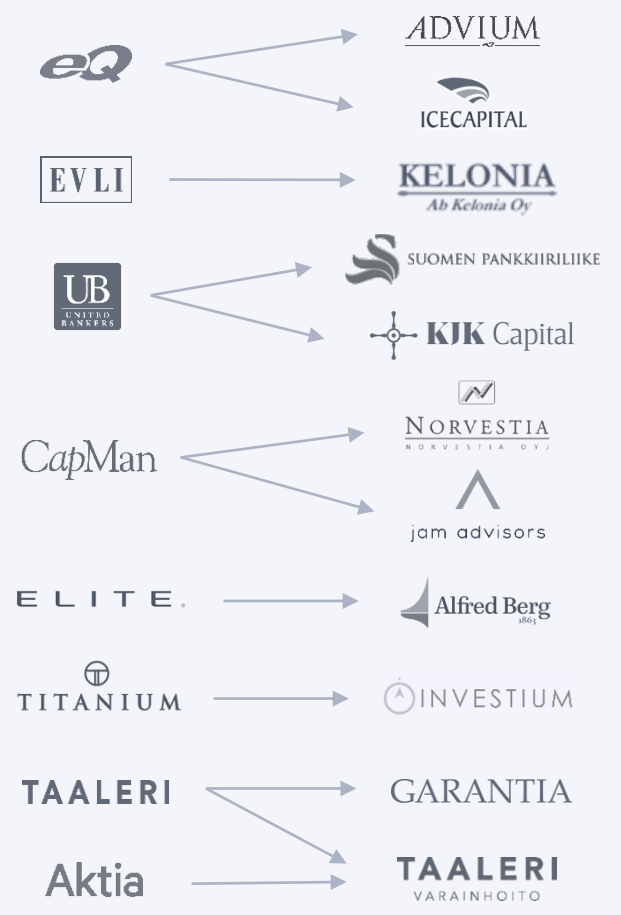 eQ
ADVIUM
ICECAPITAL
EVLI
KELONIA
Ab Kelonia Oy
UB
UNITED
BANKERS
SUOMEN PANKKIIRILIIKE
KJK Capital
CapMan
NORVESTIA
NORVESTIA OYJ
jam advisors
ELITE.
Alfred Berg
1863
TITANIUM
INVESTIUM
TAALERI
GARANTIA
Aktia
TAALERI
VARAINHOITO